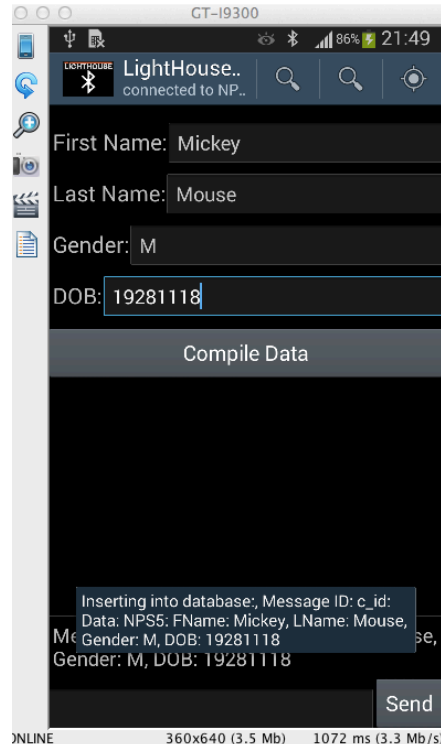 GT-I9300
86% 21:49
LIGHTHOUSE LightHouse..
connected to NP..
First Name: Mickey
Last Name: Mouse
Gender: M
DOB: 19281118
Compile Data
Inserting into database:, Message ID: c_id:
Data: NPS5: FName: Mickey, LName: Mouse,
Gender: M, DOB: 19281118
Me se,
Gender: M, DOB: 19281118
Send
ONLINE 360x640 (3.5 Mb) 1072 ms (3.3 Mb/s